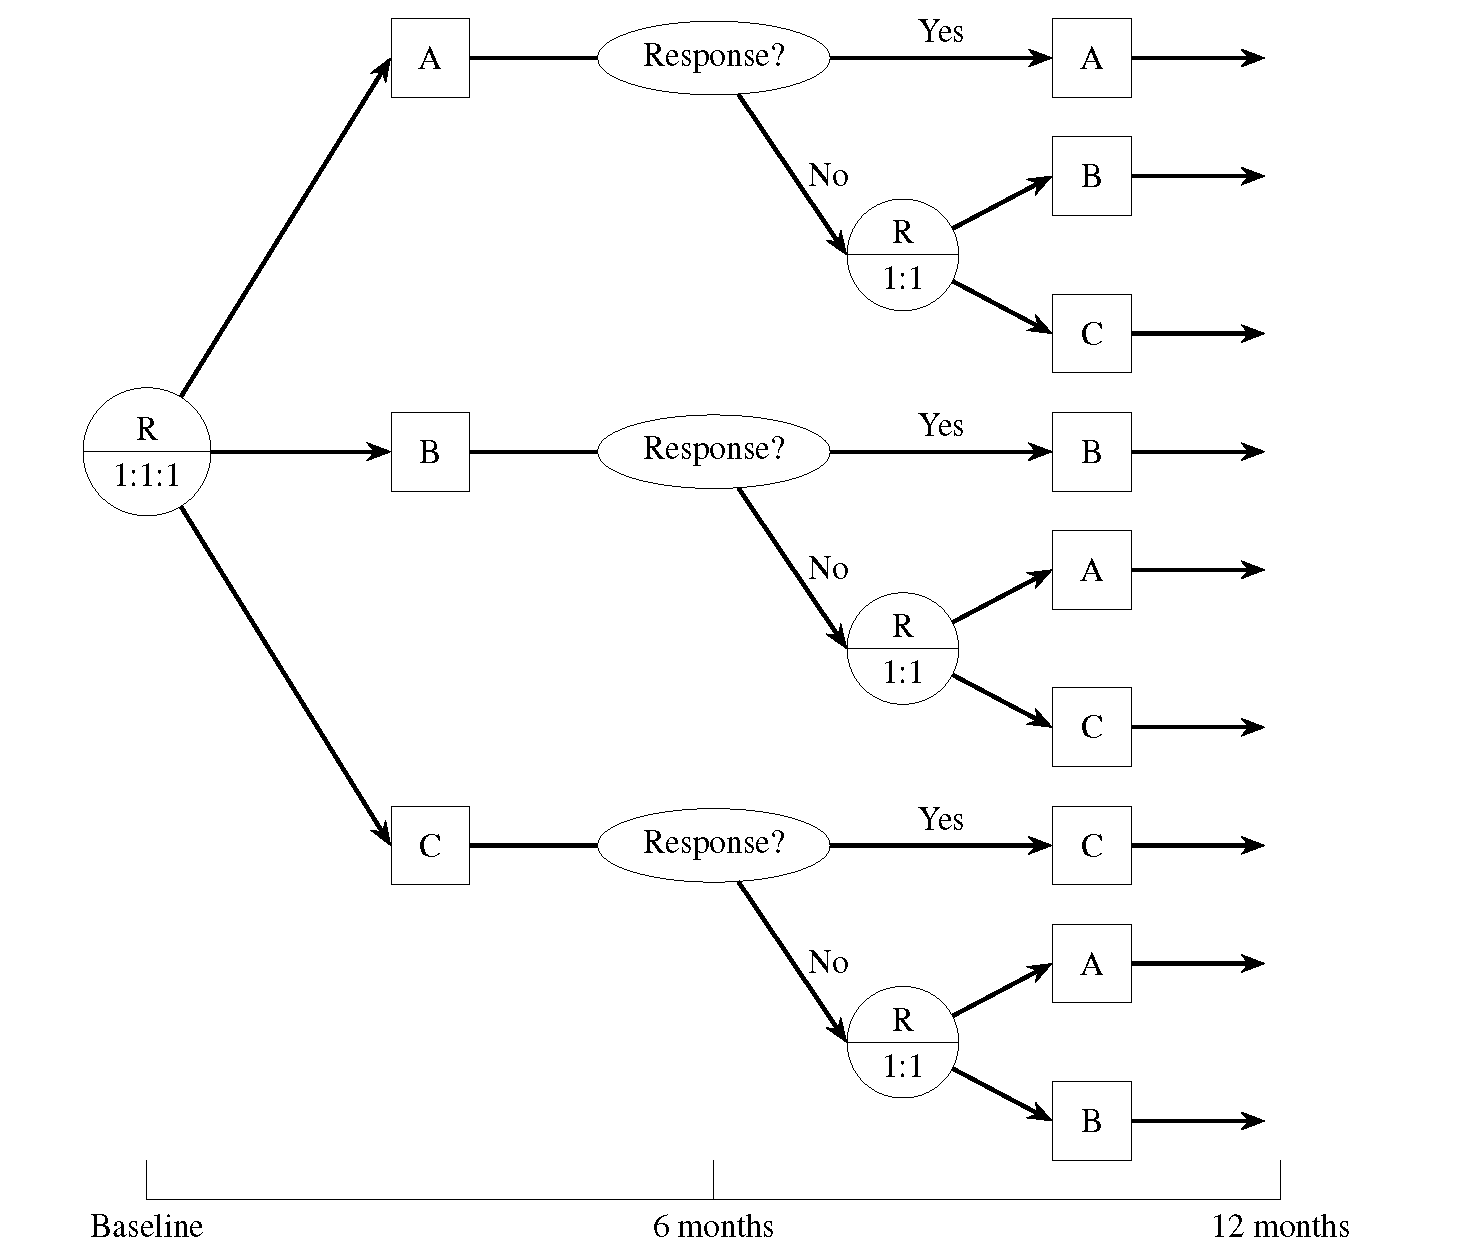 A
Response?
Yes
A
No
B
R
1:1
C
R
1:1:1
B
Response?
Yes
B
No
A
R
1:1
C
C
Response?
Yes
C
No
A
R
1:1
B
Baseline
6 months
12 months